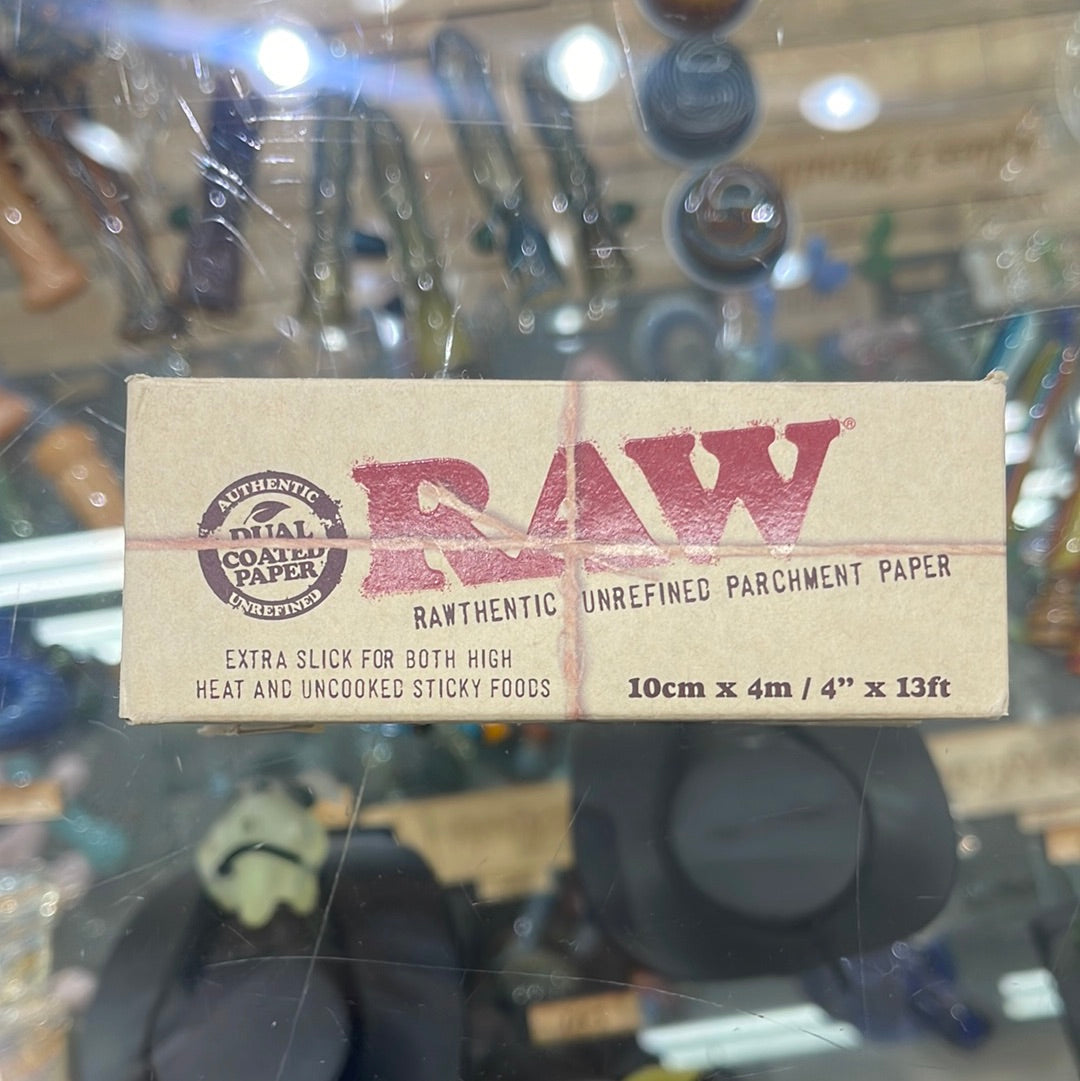 AUTHENTIC
DUAL
COATED
PAPER
UNREFINED
RAW®
RAWTHENTIC UNREFINED PARCHMENT PAPER
EXTRA SLICK FOR BOTH HIGH
HEAT AND UNCOOKED STICKY FOODS
10cm x 4m / 4” x 13ft